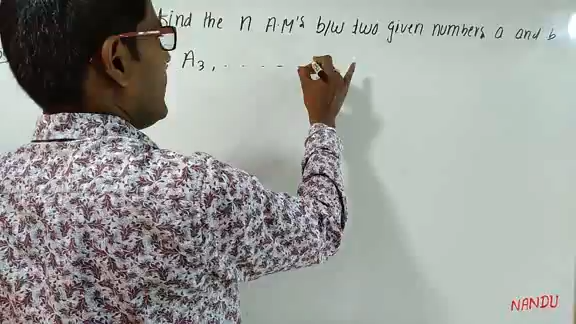 find the n A.M's b/w two given numbers a and b
A₃, . . . . -
NANDU